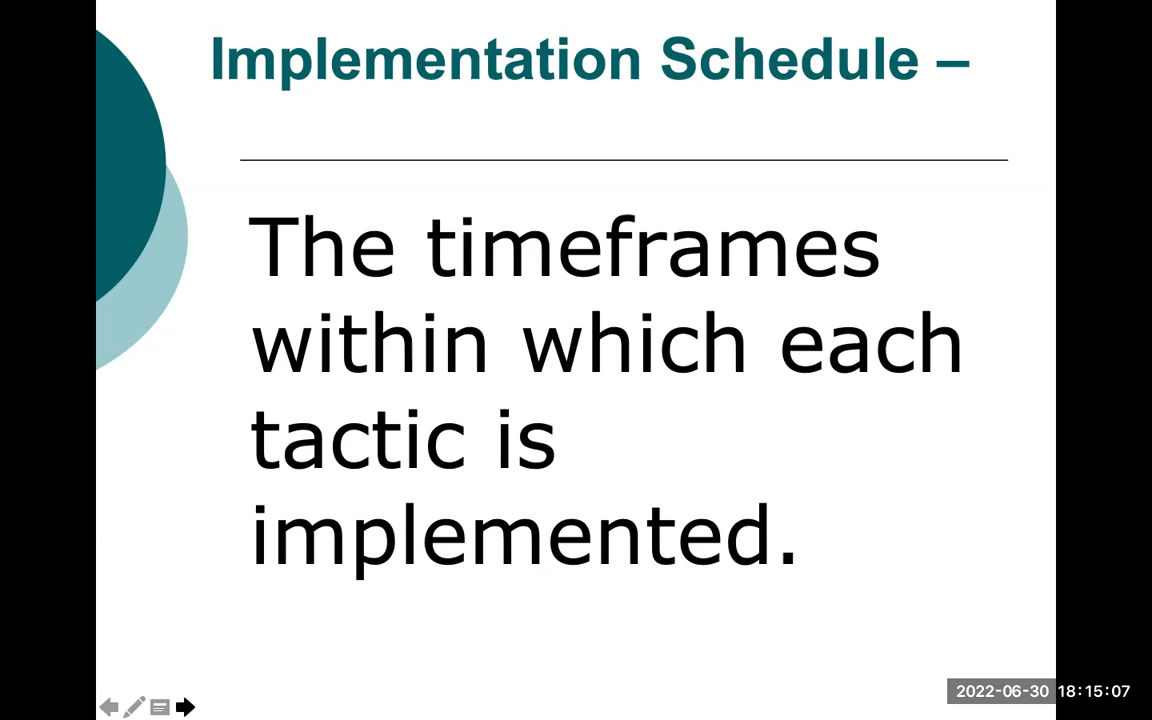 Implementation Schedule –
The timeframes
within which each
tactic is
implemented.
2022-06-30 18:15:07